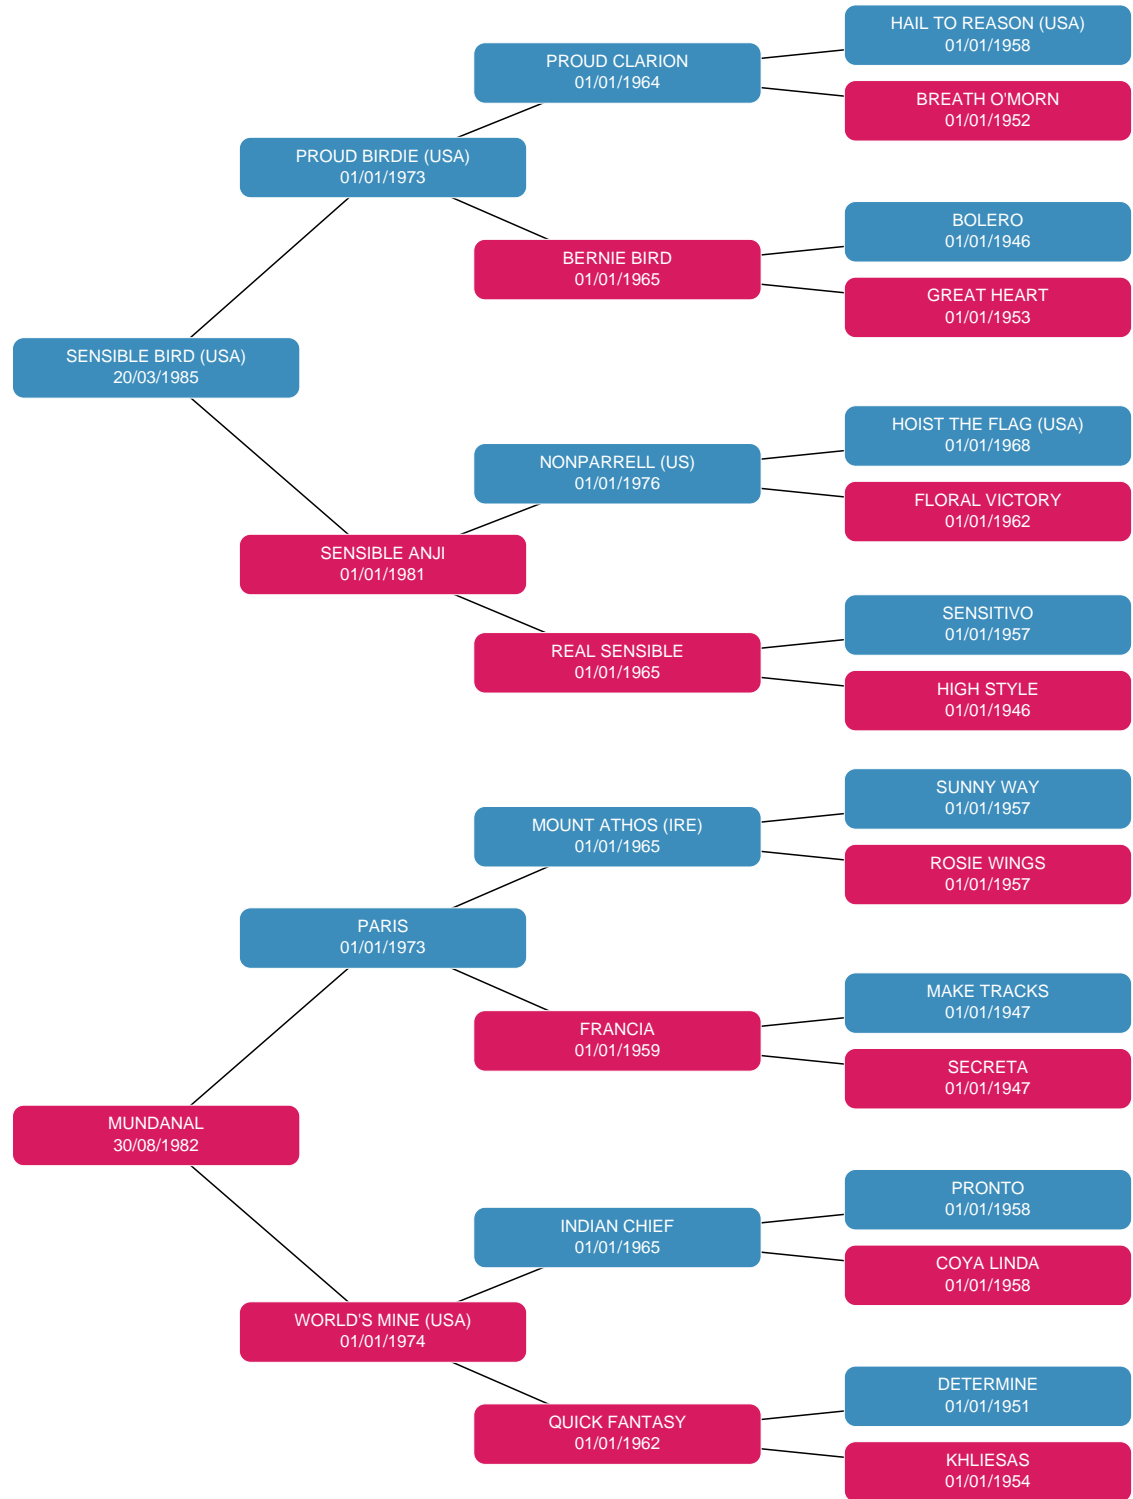 HAIL TO REASON (USA)
01/01/1958
PROUD CLARION
01/01/1964
BREATH O'MORN
01/01/1952
PROUD BIRDIE (USA)
01/01/1973
BOLERO
01/01/1946
BERNIE BIRD
01/01/1965
GREAT HEART
01/01/1953
SENSIBLE BIRD (USA)
20/03/1985
HOIST THE FLAG (USA)
01/01/1968
NONPARRELL (US)
01/01/1976
FLORAL VICTORY
01/01/1962
SENSIBLE ANJI
01/01/1981
SENSITIVO
01/01/1957
REAL SENSIBLE
01/01/1965
HIGH STYLE
01/01/1946
SUNNY WAY
01/01/1957
MOUNT ATHOS (IRE)
01/01/1965
ROSIE WINGS
01/01/1957
PARIS
01/01/1973
MAKE TRACKS
01/01/1947
FRANCIA
01/01/1959
SECRETA
01/01/1947
MUNDANAL
30/08/1982
PRONTO
01/01/1958
INDIAN CHIEF
01/01/1965
COYA LINDA
01/01/1958
WORLD'S MINE (USA)
01/01/1974
DETERMINE
01/01/1951
QUICK FANTASY
01/01/1962
KHLIESAS
01/01/1954